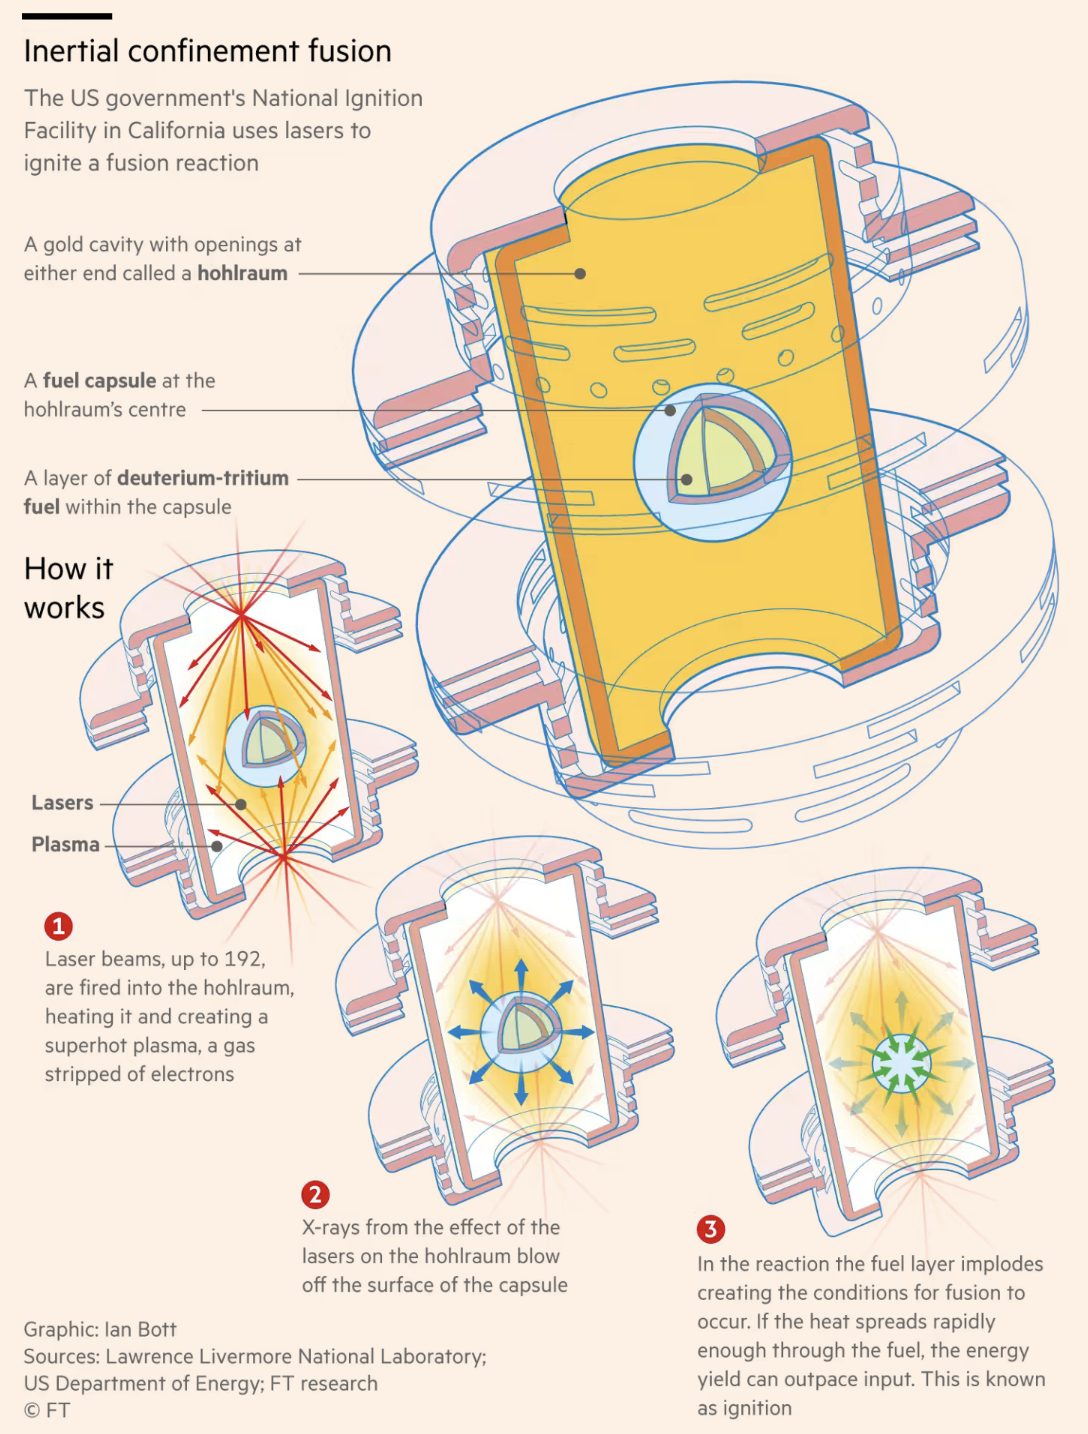 Inertial confinement fusion
The US government's National Ignition
Facility in California uses lasers to
ignite a fusion reaction
A gold cavity with openings at
either end called a hohlraum
A fuel capsule at the
hohlraum's centre
A layer of deuterium-tritium
fuel within the capsule
How it
works
Lasers
Plasma
1
Laser beams, up to 192,
are fired into the hohlraum,
heating it and creating a
superhot plasma, a gas
stripped of electrons
2
X-rays from the effect of the
lasers on the hohlraum blow
off the surface of the capsule
3
In the reaction the fuel layer implodes
creating the conditions for fusion to
occur. If the heat spreads rapidly
enough through the fuel, the energy
yield can outpace input. This is known
as ignition
Graphic: Ian Bott
Sources: Lawrence Livermore National Laboratory;
US Department of Energy; FT research
© FT